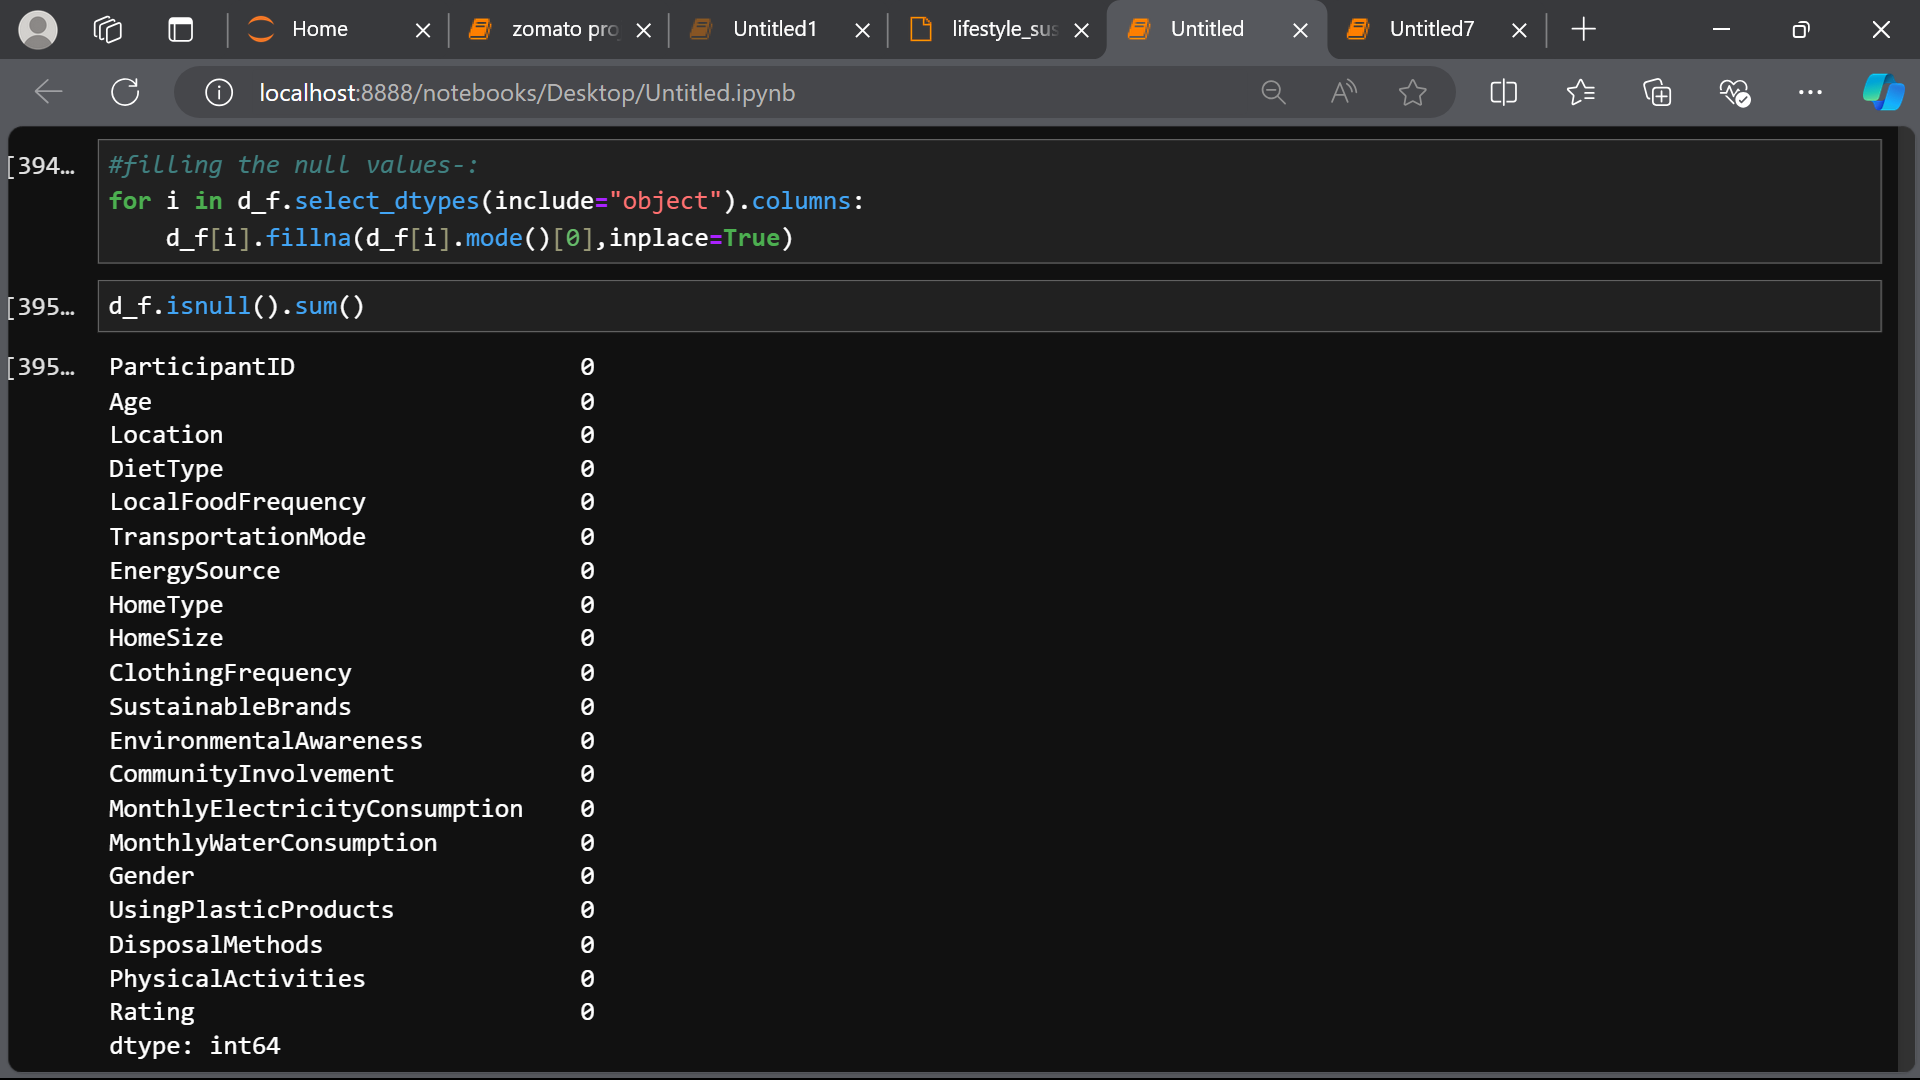 Home
zomato pro
Untitled1
lifestyle_sus
Untitled
Untitled7
localhost:8888/notebooks/Desktop/Untitled.ipynb
[394...
#filling the null values-:
for i in d_f.select_dtypes(include="object").columns:
    d_f[i].fillna(d_f[i].mode()[0],inplace=True)
[395...
d_f.isnull().sum()
[395...
ParticipantID 0
Age 0
Location 0
DietType 0
LocalFoodFrequency 0
TransportationMode 0
EnergySource 0
HomeType 0
HomeSize 0
ClothingFrequency 0
SustainableBrands 0
EnvironmentalAwareness 0
CommunityInvolvement 0
MonthlyElectricityConsumption 0
MonthlyWaterConsumption 0
Gender 0
UsingPlasticProducts 0
DisposalMethods 0
PhysicalActivities 0
Rating 0
dtype: int64